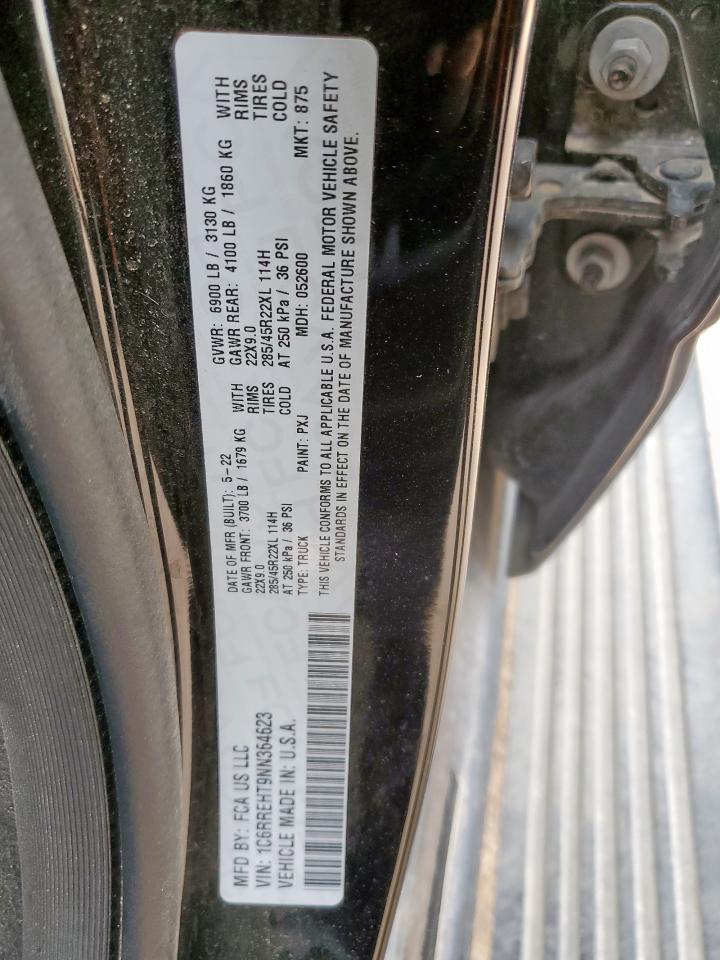 MFD BY: FCA US LLC
VIN: 1C6RREHT9NN364623
VEHICLE MADE IN: U.S.A.
DATE OF MFR (BUILT): 5-22 GVWR: 6900 LB / 3130 KG
GAWR FRONT: 3700 LB / 1679 KG WITH GAWR REAR: 4100 LB / 1860 KG WITH
22X9.0 RIMS 22X9.0 RIMS
285/45R22XL 114H TIRES 285/45R22XL 114H TIRES
AT 250 kPa / 36 PSI COLD AT 250 kPa / 36 PSI COLD
TYPE: TRUCK PAINT: PXJ MDH: 052600 MKT: 875
THIS VEHICLE CONFORMS TO ALL APPLICABLE U.S.A. FEDERAL MOTOR VEHICLE SAFETY
STANDARDS IN EFFECT ON THE DATE OF MANUFACTURE SHOWN ABOVE.